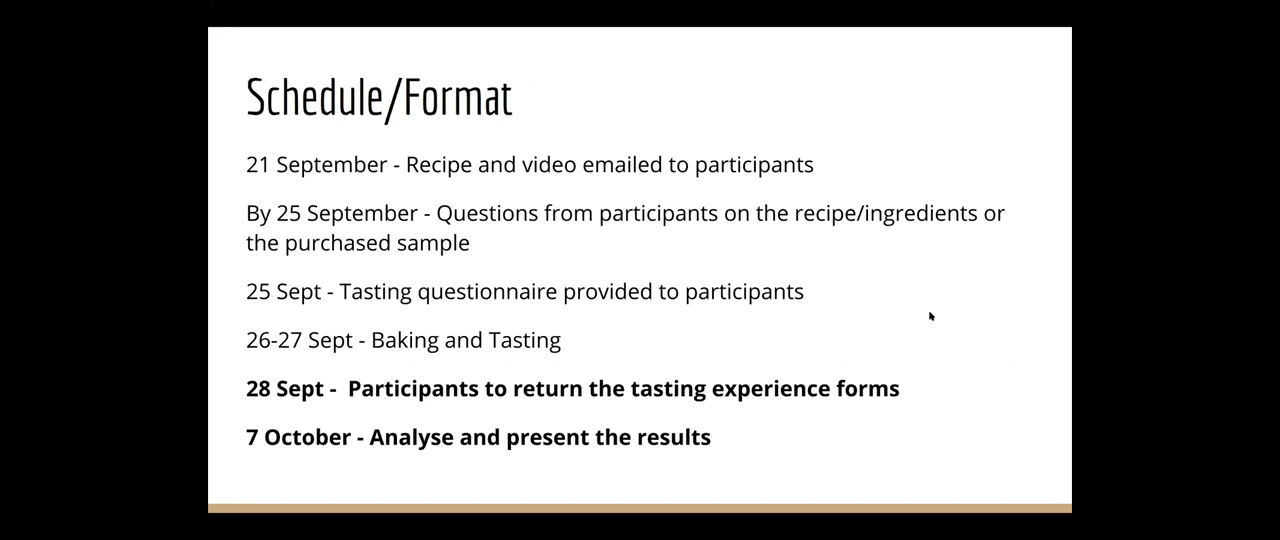 Schedule/Format
21 September - Recipe and video emailed to participants
By 25 September - Questions from participants on the recipe/ingredients or
the purchased sample
25 Sept - Tasting questionnaire provided to participants
26-27 Sept - Baking and Tasting
28 Sept -  Participants to return the tasting experience forms
7 October - Analyse and present the results